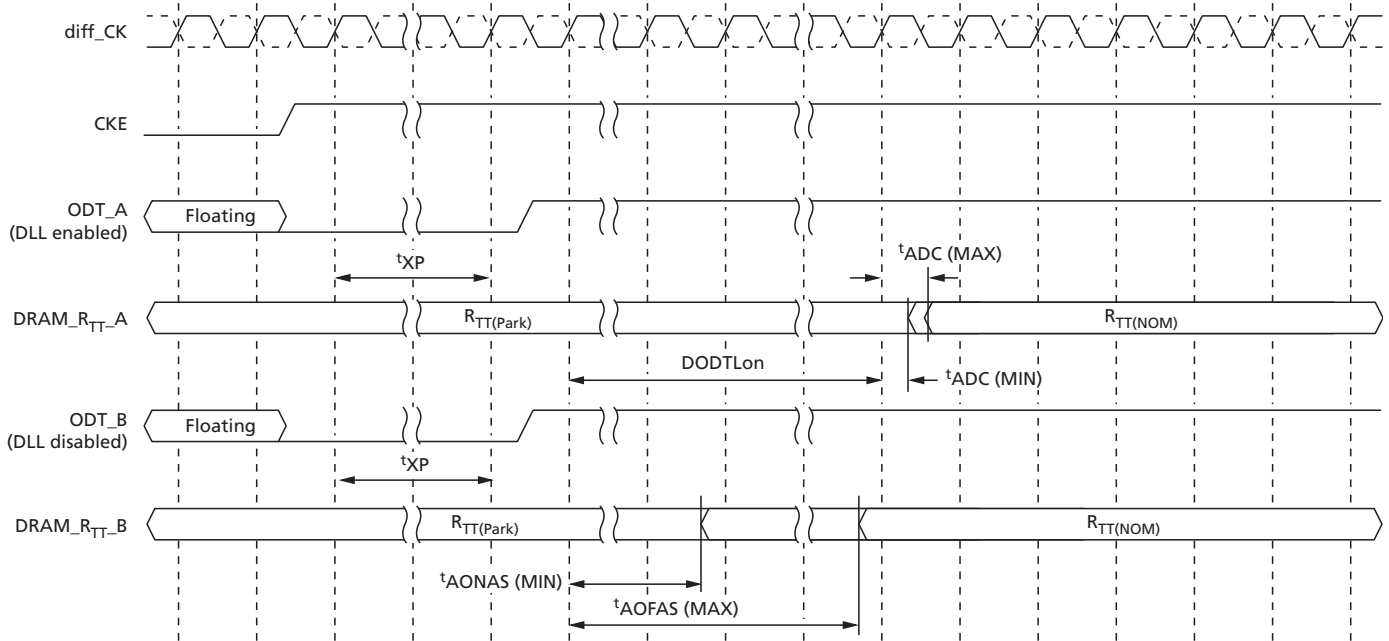 diff_CK
CKE
ODT_A
(DLL enabled)
Floating
tXP
tADC (MAX)
DRAM_RTT_A
RTT(Park)
RTT(NOM)
DODTLon
tADC (MIN)
ODT_B
(DLL disabled)
Floating
tXP
DRAM_RTT_B
RTT(Park)
RTT(NOM)
tAONAS (MIN)
tAOFAS (MAX)